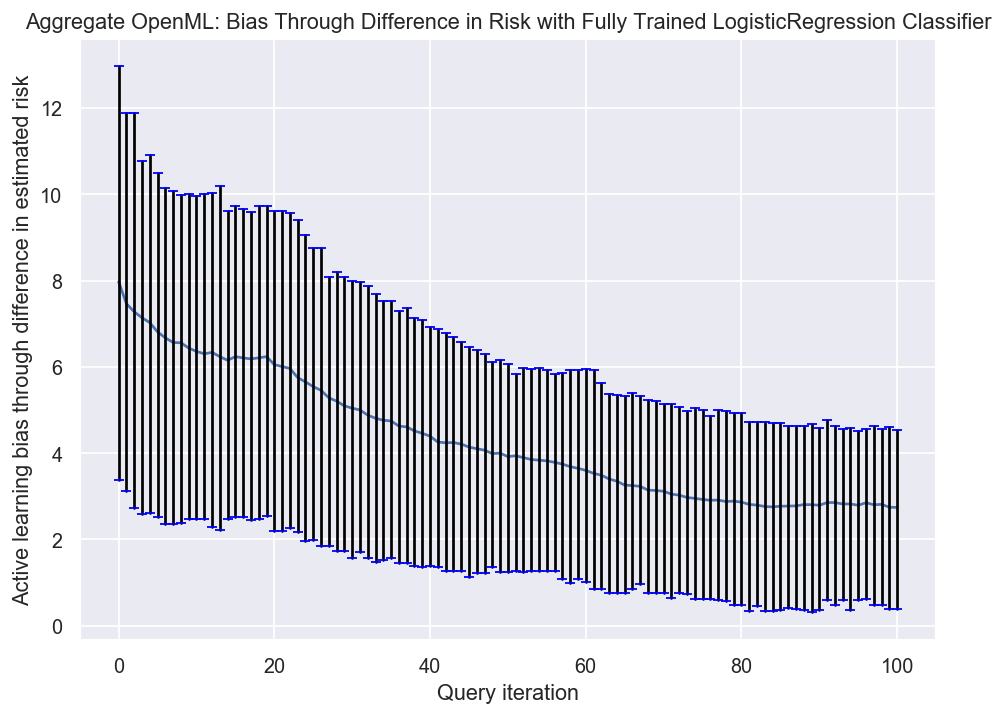 Aggregate OpenML: Bias Through Difference in Risk with Fully Trained LogisticRegression Classifier
Active learning bias through difference in estimated risk
12
10
8
6
4
2
0
0 20 40 60 80 100
Query iteration